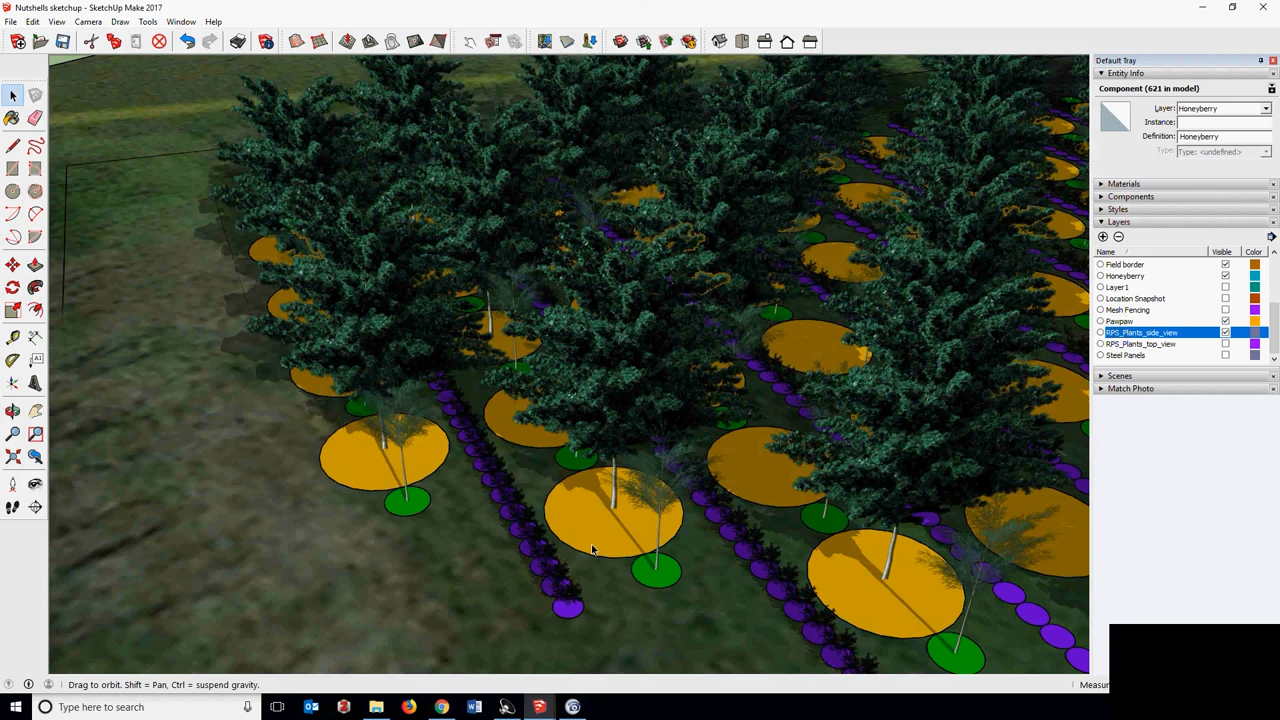 Nutshells sketchup - SketchUp Make 2017
File Edit View Camera Draw Tools Window Help
Default Tray
Entity Info
Component (621 in model)
Layer: Honeyberry
Instance:
Definition: Honeyberry
Type: Type: <undefined>
Materials
Components
Styles
Layers
Name Visible Color
Field border
Honeyberry
Layer1
Location Snapshot
Mesh Fencing
Pawpaw
RPS_Plants_side_view
RPS_Plants_top_view
Steel Panels
Scenes
Match Photo
Drag to orbit. Shift = Pan, Ctrl = suspend gravity.
Measur
Type here to search